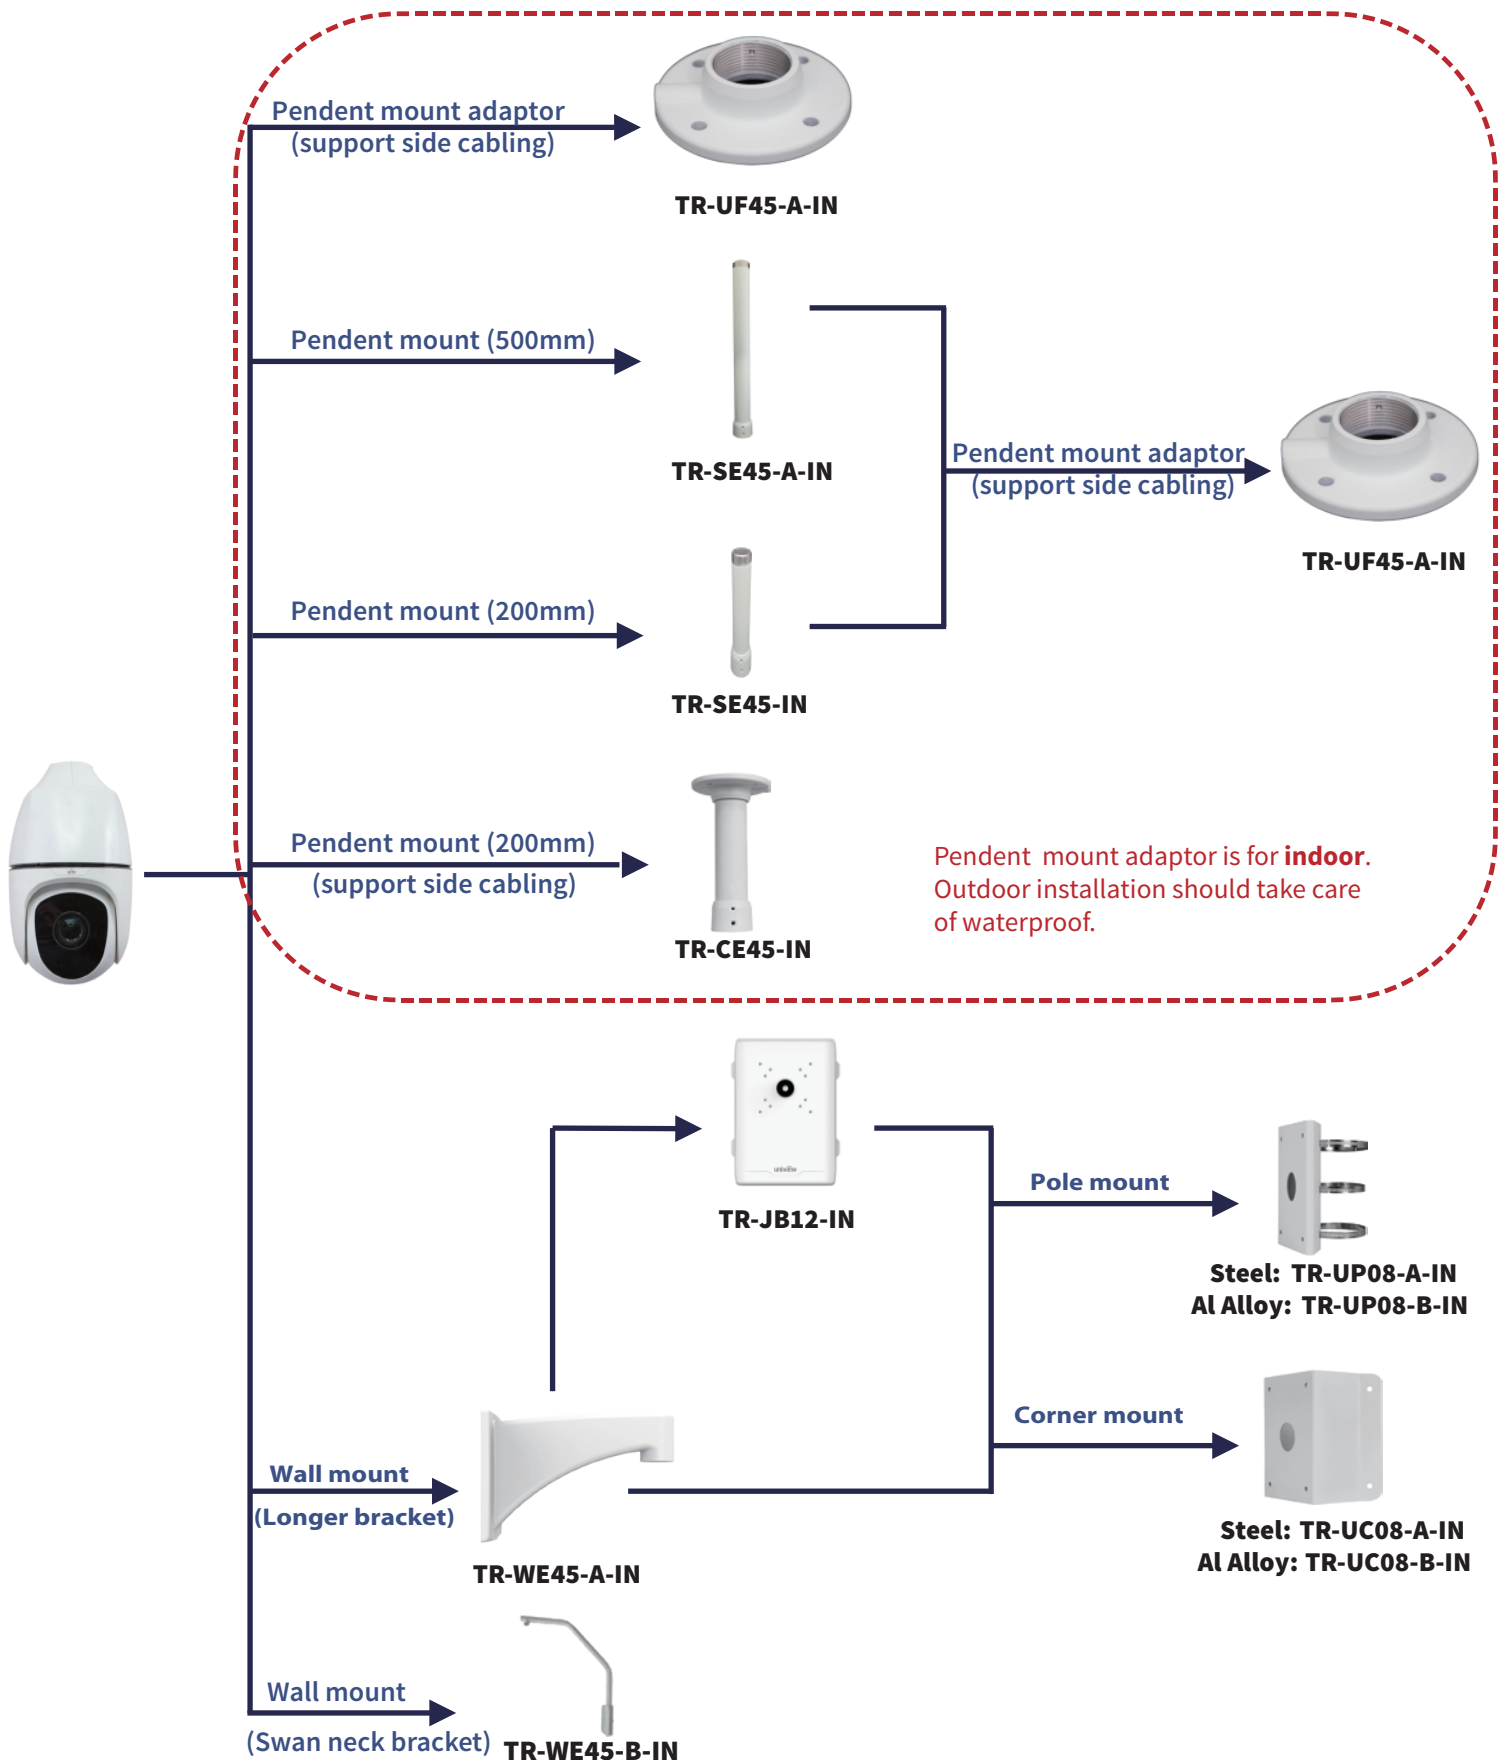 Pendent mount adaptor
(support side cabling)
TR-UF45-A-IN
Pendent mount (500mm)
TR-SE45-A-IN
Pendent mount adaptor
(support side cabling)
TR-UF45-A-IN
Pendent mount (200mm)
TR-SE45-IN
Pendent mount (200mm)
(support side cabling)
TR-CE45-IN
Pendent mount adaptor is for indoor.
Outdoor installation should take care
of waterproof.
uniview
TR-JB12-IN
Pole mount
Steel: TR-UP08-A-IN
Al Alloy: TR-UP08-B-IN
Corner mount
Steel: TR-UC08-A-IN
Al Alloy: TR-UC08-B-IN
Wall mount
(Longer bracket)
TR-WE45-A-IN
Wall mount
(Swan neck bracket)
TR-WE45-B-IN